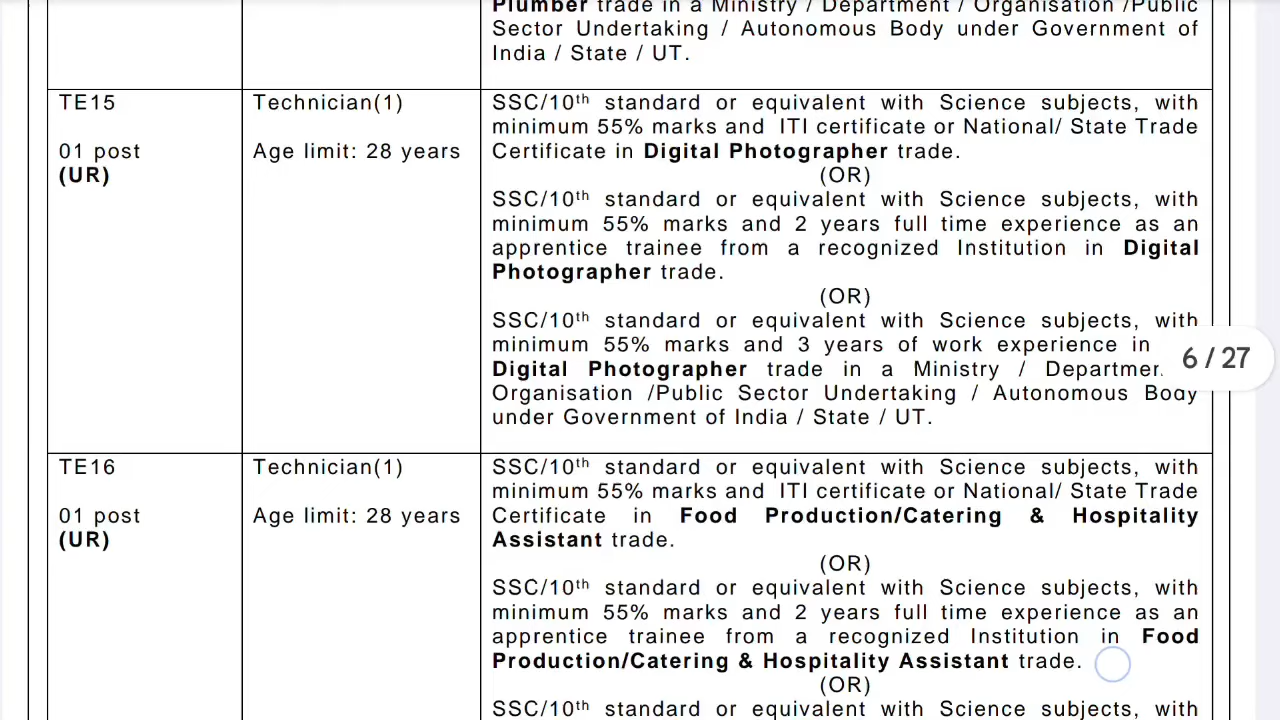 Plumber trade in a Ministry / Department / Organisation /Public
Sector Undertaking / Autonomous Body under Government of
India / State / UT.
TE15
01 post
(UR)
Technician(1)
Age limit: 28 years
SSC/10th standard or equivalent with Science subjects, with
minimum 55% marks and ITI certificate or National/ State Trade
Certificate in Digital Photographer trade.
(OR)
SSC/10th standard or equivalent with Science subjects, with
minimum 55% marks and 2 years full time experience as an
apprentice trainee from a recognized Institution in Digital
Photographer trade.
(OR)
SSC/10th standard or equivalent with Science subjects, with
minimum 55% marks and 3 years of work experience in
Digital Photographer trade in a Ministry /
Organisation /Public Sector Undertaking / Autonomous Body
under Government of India / State / UT.
6 / 27
TE16
01 post
(UR)
Technician(1)
Age limit: 28 years
SSC/10th standard or equivalent with Science subjects, with
minimum 55% marks and ITI certificate or National/ State Trade
Certificate in Food Production/Catering & Hospitality
Assistant trade.
(OR)
SSC/10th standard or equivalent with Science subjects, with
minimum 55% marks and 2 years full time experience as an
apprentice trainee from a recognized Institution in Food
Production/Catering & Hospitality Assistant trade.
(OR)
SSC/10th standard or equivalent with Science subjects, with